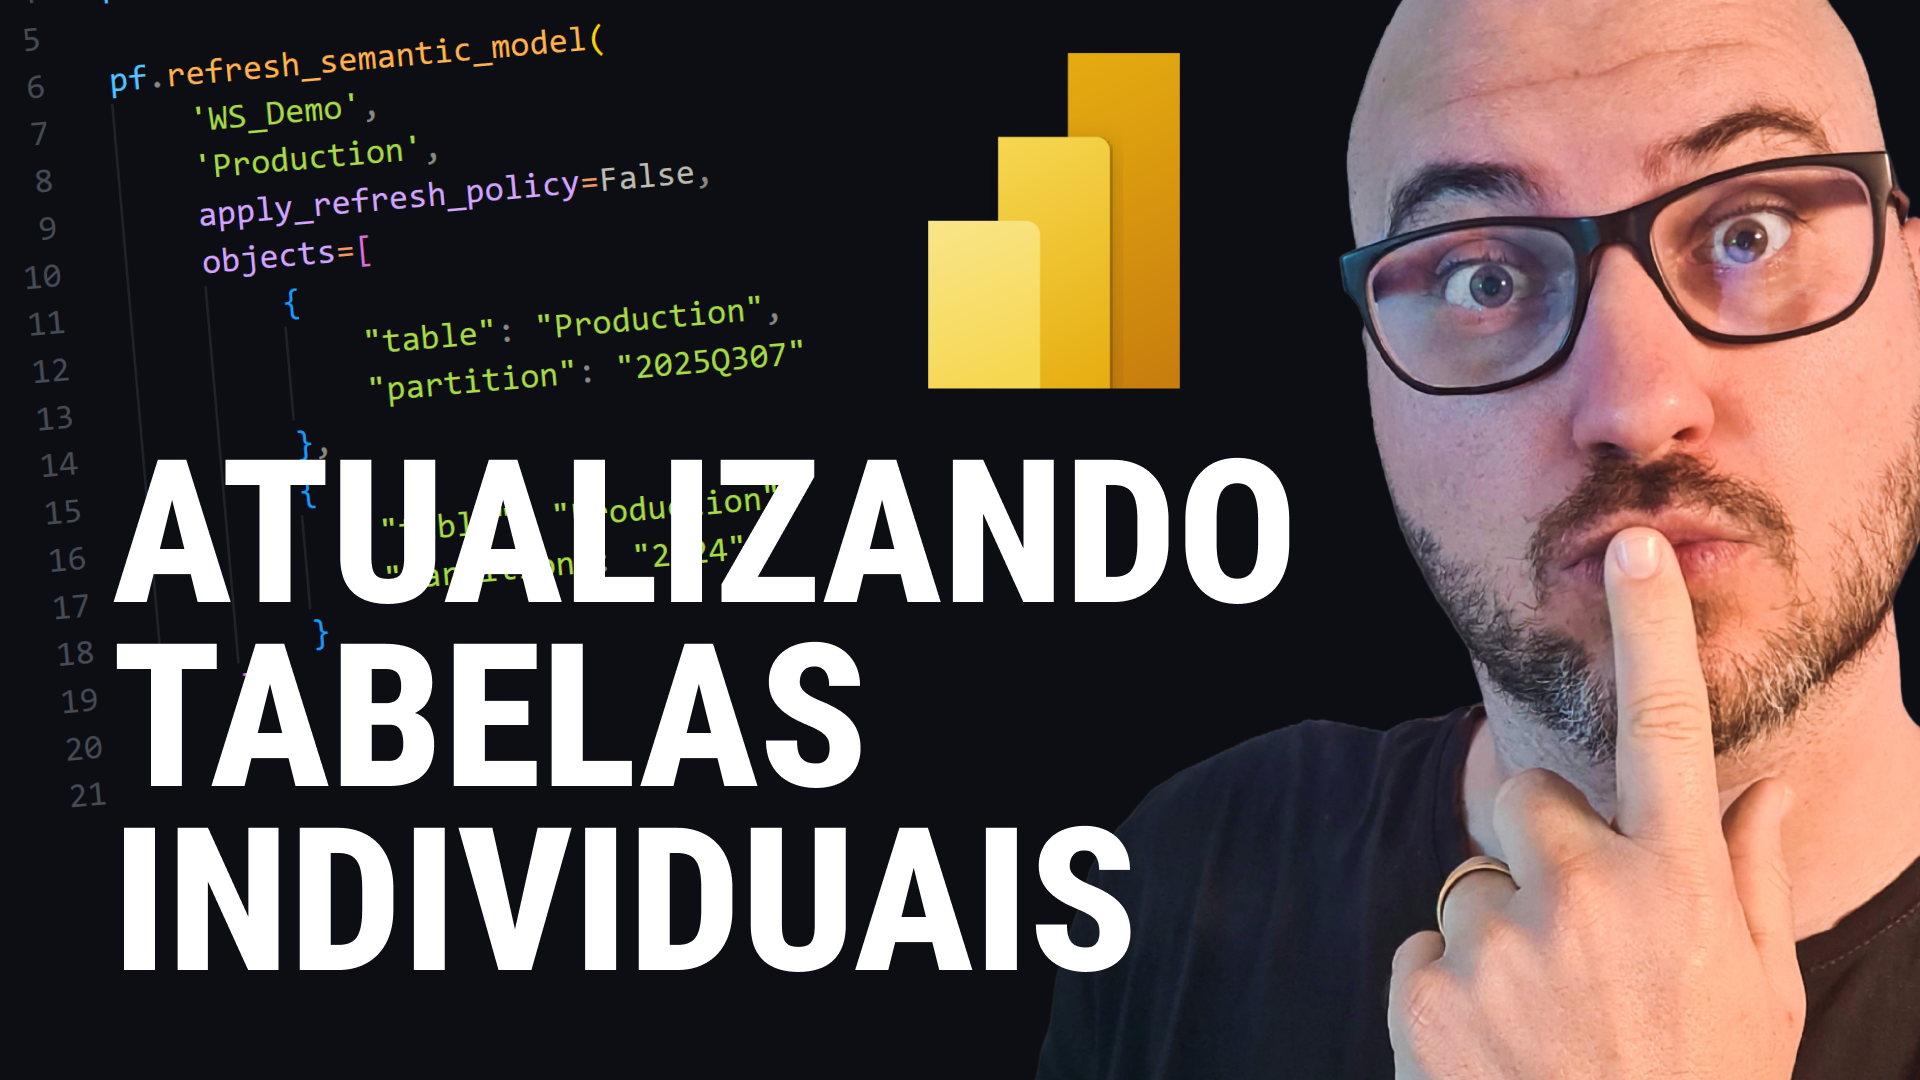 5
6 pf.refresh_semantic_model(
7 'WS_Demo',
8 'Production',
9 apply_refresh_policy=False,
10 objects=[
11 {
12 "table": "Production",
13 "partition": "2025Q307"
14 },
15 {
16
17
18 }
19
20
21
ATUALIZANDO
TABELAS
INDIVIDUAIS